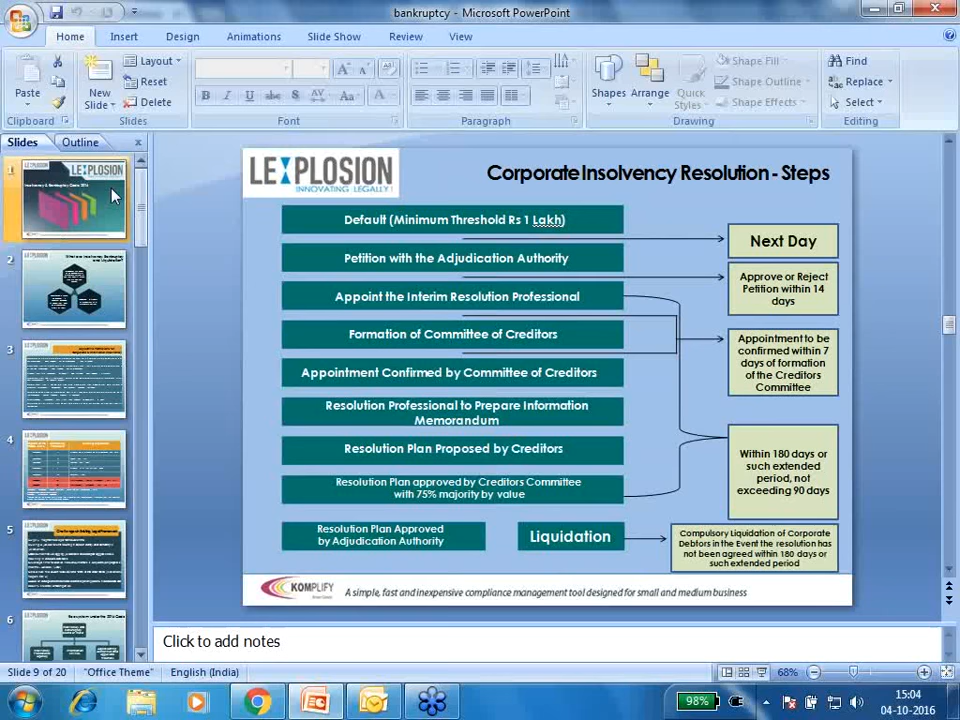 bankruptcy - Microsoft PowerPoint
Home Insert Design Animations Slide Show Review View
Paste
Clipboard
New
Slide
Layout
Reset
Delete
Slides
B I U abc S AV Aa A
Font
Paragraph
Shapes Arrange Quick
Styles
Shape Fill
Shape Outline
Shape Effects
Drawing
Find
Replace
Select
Editing
Slides Outline
1
2
3
4
5
6
LEXPLOSION
INNOVATING LEGALLY!
Corporate Insolvency Resolution - Steps
Default (Minimum Threshold Rs 1 Lakh)
Petition with the Adjudication Authority
Appoint the Interim Resolution Professional
Formation of Committee of Creditors
Appointment Confirmed by Committee of Creditors
Resolution Professional to Prepare Information
Memorandum
Resolution Plan Proposed by Creditors
Resolution Plan approved by Creditors Committee
with 75% majority by value
Resolution Plan Approved
by Adjudication Authority
Liquidation
Next Day
Approve or Reject
Petition within 14
days
Appointment to be
confirmed within 7
days of formation
of the Creditors
Committee
Within 180 days or
such extended
period, not
exceeding 90 days
Compulsory Liquidation of Corporate
Debtors in the Event the resolution has
not been agreed within 180 days or
such extended period
KOMPLIFY
A simple, fast and inexpensive compliance management tool designed for small and medium business
Click to add notes
Slide 9 of 20 "Office Theme" English (India) 68%
98%
15:04
04-10-2016